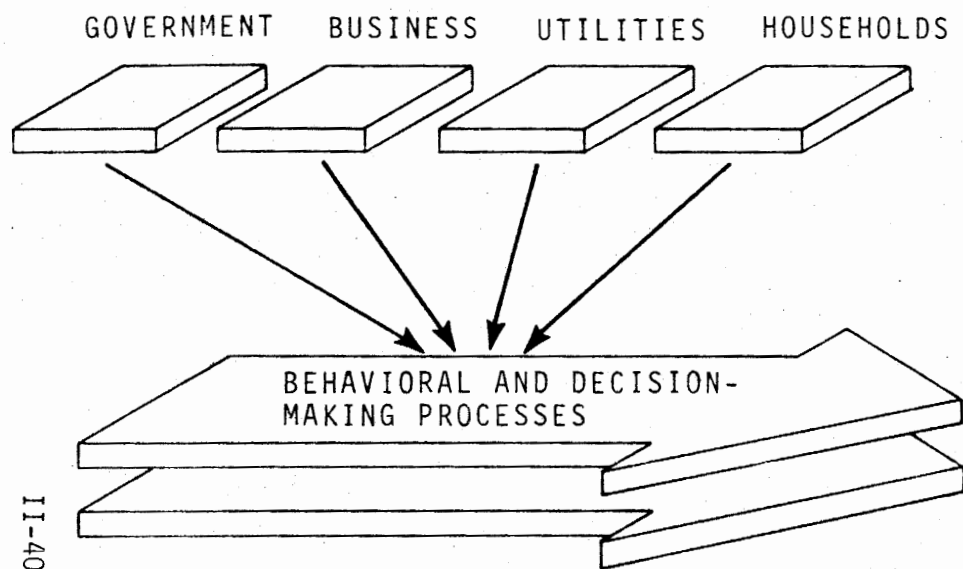 GOVERNMENT BUSINESS UTILITIES HOUSEHOLDS
BEHAVIORAL AND DECISION-
MAKING PROCESSES
II-40